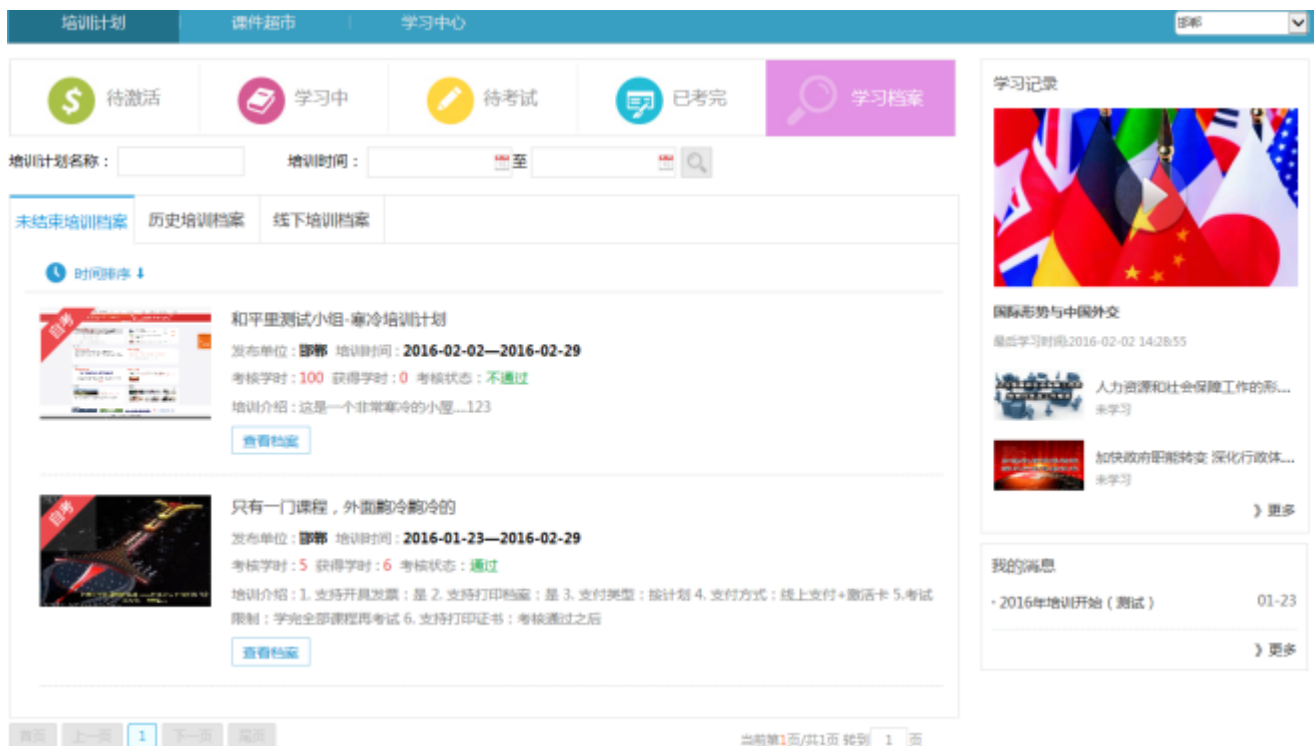 培训计划 课件超市 学习中心 邯郸
待激活 学习中 待考试 已考完 学习档案
培训计划名称： 培训时间： 至
未结束培训档案 历史培训档案 线下培训档案
时间排序
自考
和平里测试小组-寒冷培训计划
发布单位：邯郸 培训时间：2016-02-02—2016-02-29
考核学时：100 获得学时：0 考核状态：不通过
培训介绍：这是一个非常寒冷的小屋...123
查看档案
自考
只有一门课程，外面齁冷齁冷的
发布单位：邯郸 培训时间：2016-01-23—2016-02-29
考核学时：5 获得学时：6 考核状态：通过
培训介绍：1. 支持开具发票：是 2. 支持打印档案：是 3. 支付类型：按计划 4. 支付方式：线上支付+激活卡 5.考试
限制：学完全部课程再考试 6. 支持打印证书：考核通过之后
查看档案
首页 上一页 1 下一页 尾页
当前第1页/共1页 转到 1 页
学习记录
国际形势与中国外交
最后学习时间:2016-02-02 14:28:55
人力资源和社会保障工作的形...
未学习
加快政府职能转变 深化行政体...
未学习
》更多
我的消息
·2016年培训开始（测试） 01-23
》更多